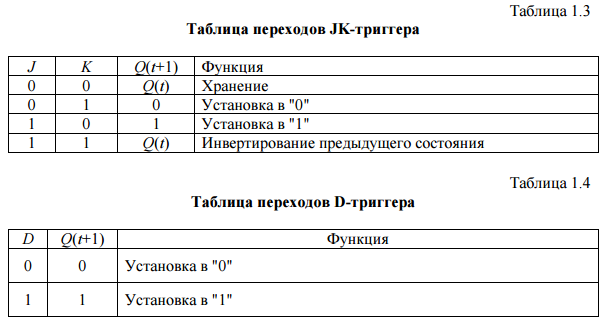 Таблица 1.3
Таблица переходов JK-триггера
J K Q(t+1) Функция
0 0 Q(t) Хранение
0 1 0 Установка в "0"
1 0 1 Установка в "1"
1 1 Q(t) Инвертирование предыдущего состояния
Таблица 1.4
Таблица переходов D-триггера
D Q(t+1) Функция
0 0 Установка в "0"
1 1 Установка в "1"